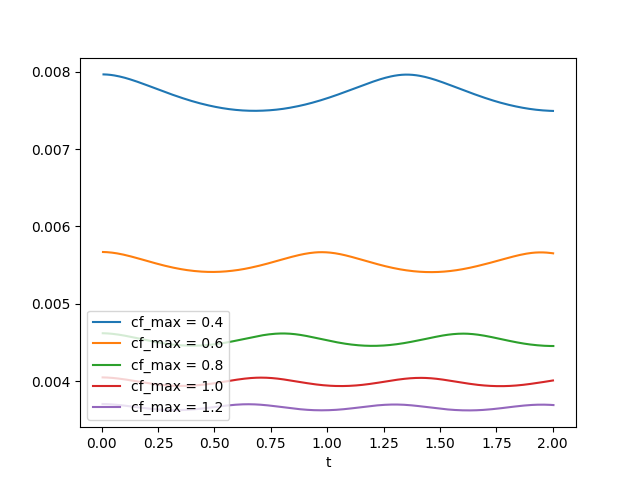 0.008
0.007
0.006
0.005
0.004
cf_max = 0.4
cf_max = 0.6
cf_max = 0.8
cf_max = 1.0
cf_max = 1.2
0.00 0.25 0.50 0.75 1.00 1.25 1.50 1.75 2.00
t